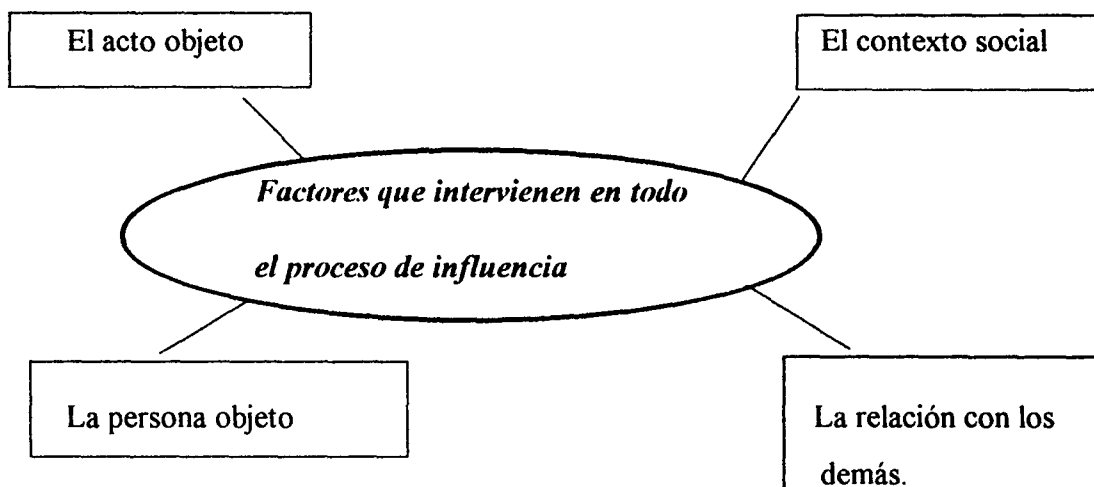 El acto objeto
El contexto social
Factores que intervienen en todo
el proceso de influencia
La persona objeto
La relación con los
demás.